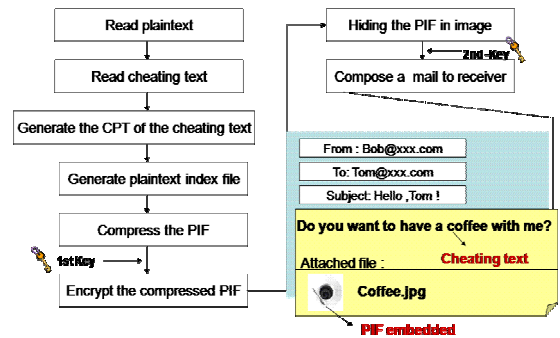 Read plaintext
Read cheating text
Generate the CPT of the cheating text
Generate plaintext index file
Compress the PIF
1stKey
Encrypt the compressed PIF
Hiding the PIF in image
2nd-Key
Compose a mail to receiver
From : Bob@xxx.com
To: Tom@xxx.com
Subject: Hello ,Tom !
Do you want to have a coffee with me?
Cheating text
Attached file :
Coffee.jpg
PIF embedded